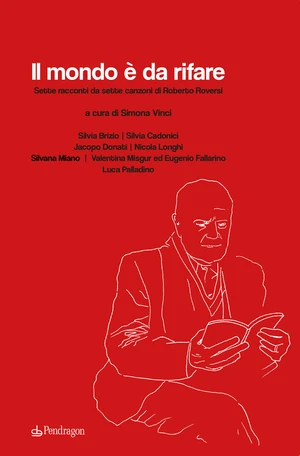 Il mondo è da rifare
Sette racconti da sette canzoni di Roberto Roversi
a cura di Simona Vinci
Silvia Brizio | Silvia Cadonici
Jacopo Donati | Nicola Longhi
Silvana Miano | Valentina Misgur ed Eugenio Fallarino
Luca Palladino
Pendragon